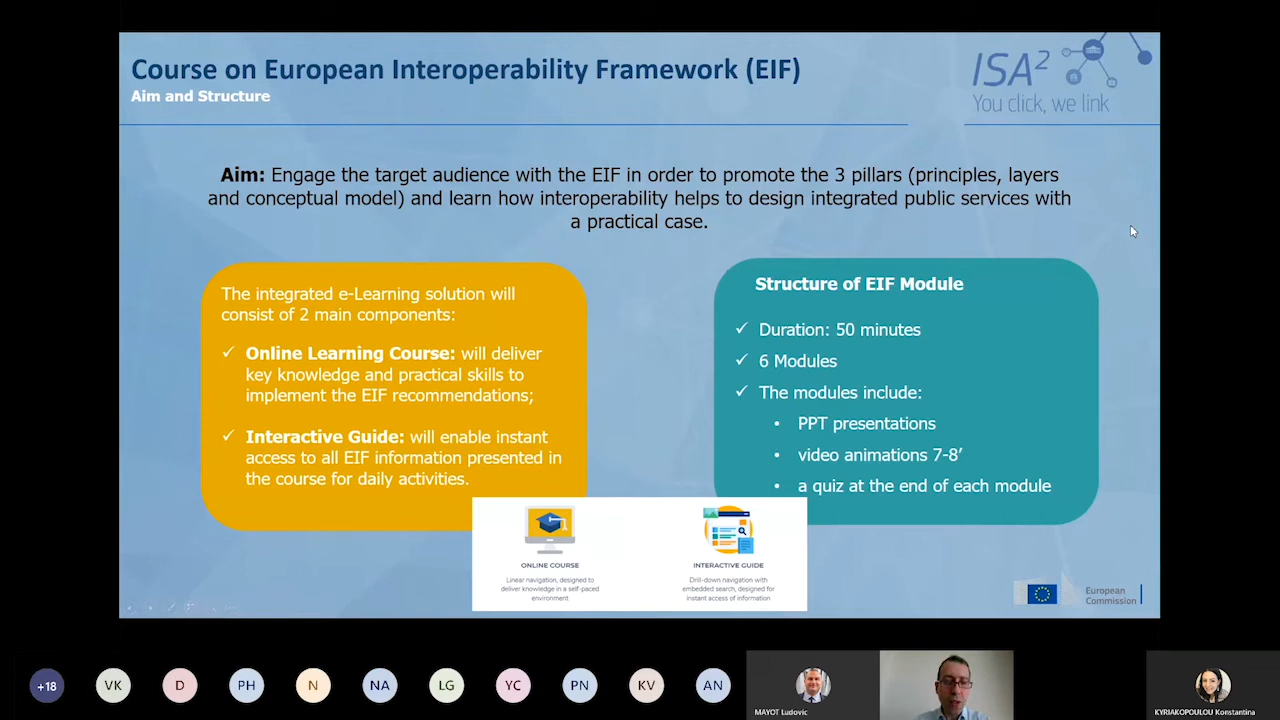 Course on European Interoperability Framework (EIF)
Aim and Structure
ISA²
You click, we link
Aim: Engage the target audience with the EIF in order to promote the 3 pillars (principles, layers
and conceptual model) and learn how interoperability helps to design integrated public services with
a practical case.
The integrated e-Learning solution will
consist of 2 main components:
✓ Online Learning Course: will deliver
key knowledge and practical skills to
implement the EIF recommendations;
✓ Interactive Guide: will enable instant
access to all EIF information presented in
the course for daily activities.
Structure of EIF Module
✓ Duration: 50 minutes
✓ 6 Modules
✓ The modules include:
• PPT presentations
• video animations 7-8’
• a quiz at the end of each module
ONLINE COURSE
Linear navigation, designed to
deliver knowledge in a self-paced
environment.
INTERACTIVE GUIDE
Drill-down navigation with
embedded search, designed for
instant access of information
European
Commission
+18
VK
D
PH
N
NA
LG
YC
PN
KV
AN
MAYOT Ludovic
KYRIAKOPOULOU Konstantina